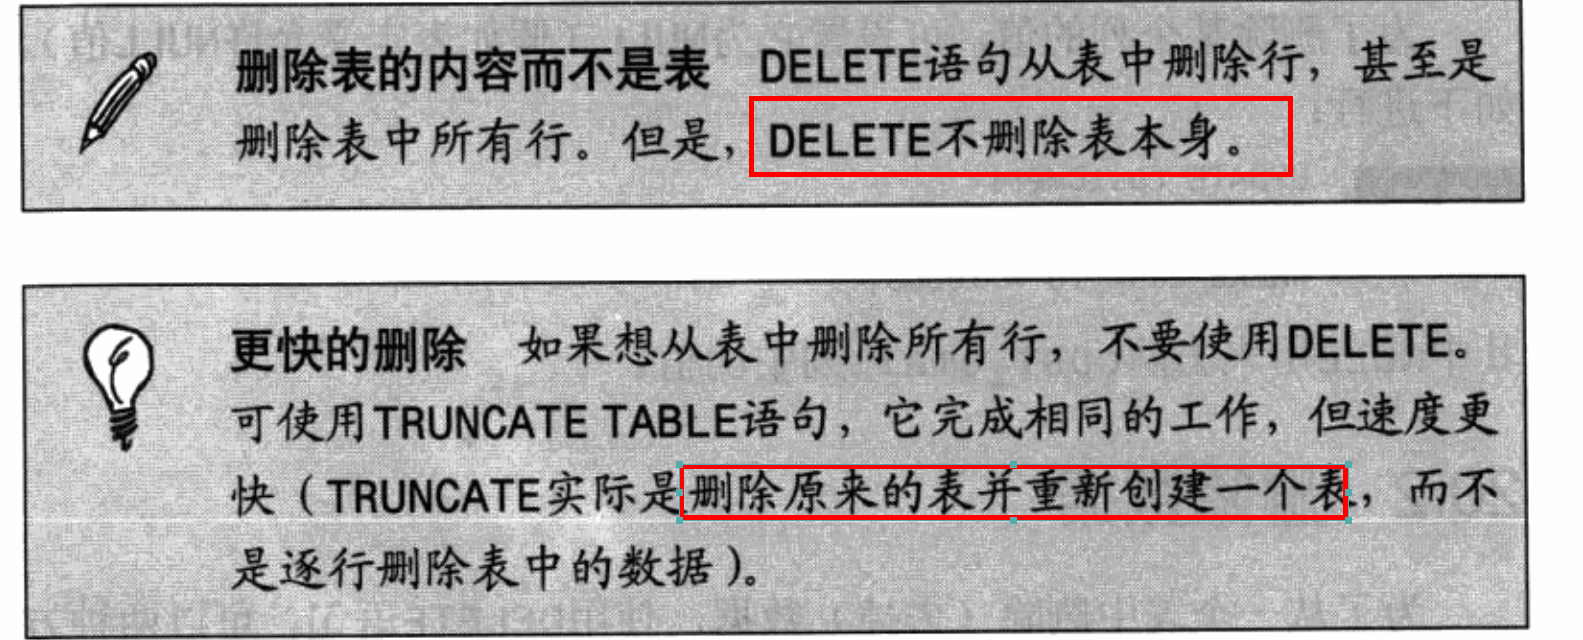 删除表的内容而不是表 DELETE语句从表中删除行，甚至是
删除表中所有行。但是，DELETE不删除表本身。
更快的删除 如果想从表中删除所有行，不要使用DELETE。
可使用TRUNCATE TABLE语句，它完成相同的工作，但速度更
快（TRUNCATE实际是删除原来的表并重新创建一个表，而不
是逐行删除表中的数据）。